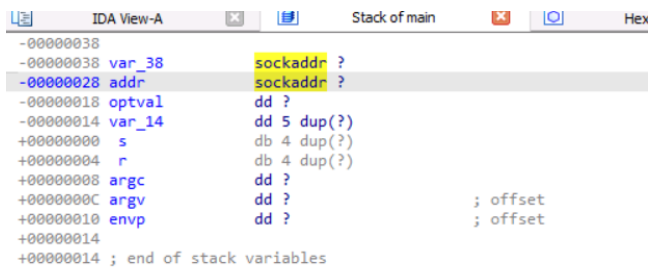 IDA View-A Stack of main Hex
-00000038
-00000038 var_38 sockaddr ?
-00000028 addr sockaddr ?
-00000018 optval dd ?
-00000014 var_14 dd 5 dup(?)
+00000000 s db 4 dup(?)
+00000004 r db 4 dup(?)
+00000008 argc dd ?
+0000000C argv dd ? ; offset
+00000010 envp dd ? ; offset
+00000014
+00000014 ; end of stack variables